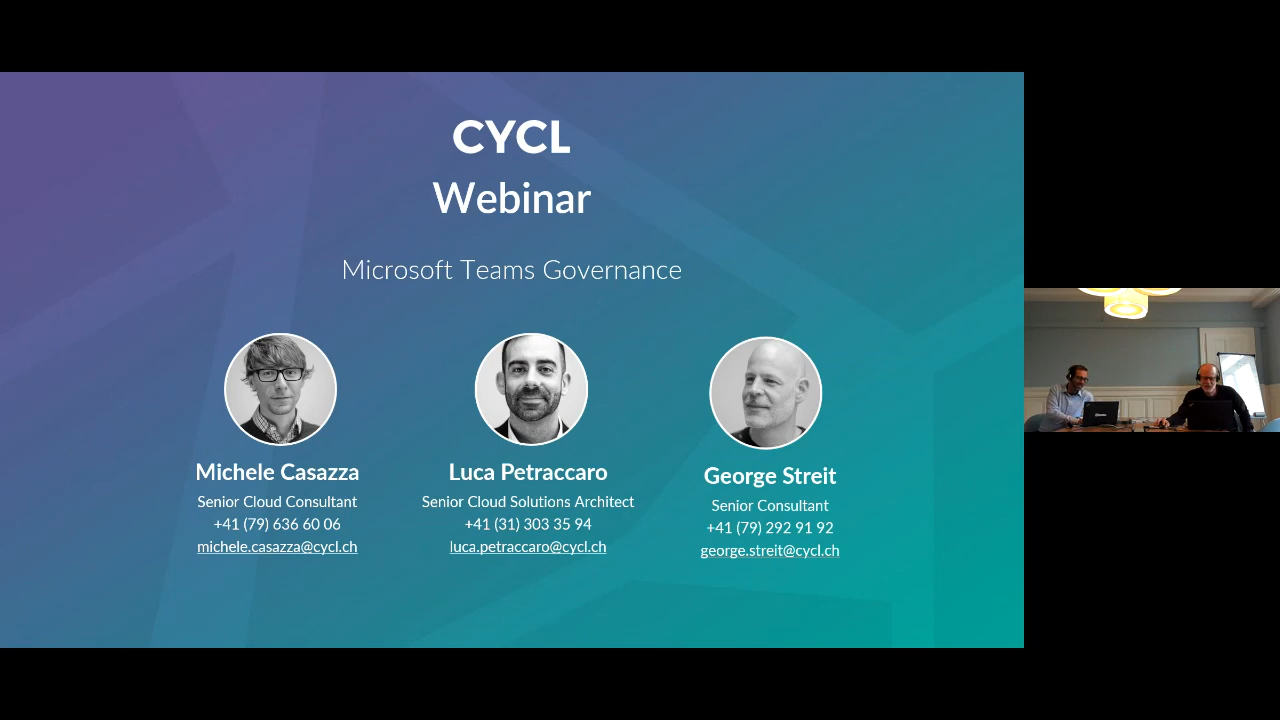 CYCL
Webinar
Microsoft Teams Governance
Michele Casazza
Senior Cloud Consultant
+41 (79) 636 60 06
michele.casazza@cycl.ch
Luca Petraccaro
Senior Cloud Solutions Architect
+41 (31) 303 35 94
luca.petraccaro@cycl.ch
George Streit
Senior Consultant
+41 (79) 292 91 92
george.streit@cycl.ch